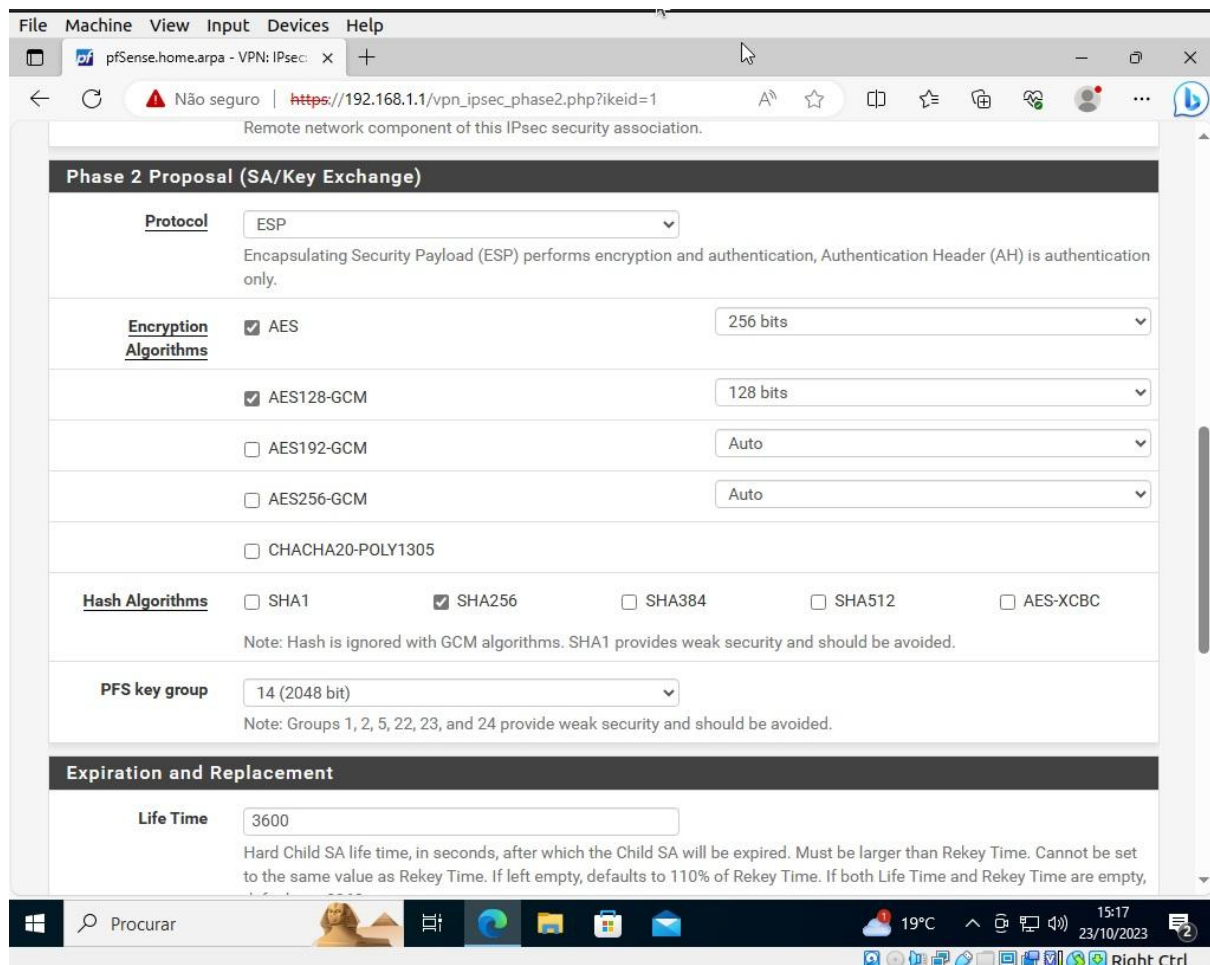 File Machine View Input Devices Help
pfSense.home.arpa - VPN: IPsec:
Não seguro | https://192.168.1.1/vpn_ipsec_phase2.php?ikeid=1
Remote network component of this IPsec security association.
Phase 2 Proposal (SA/Key Exchange)
Protocol ESP
Encapsulating Security Payload (ESP) performs encryption and authentication, Authentication Header (AH) is authentication
only.
Encryption Algorithms AES 256 bits
AES128-GCM 128 bits
AES192-GCM Auto
AES256-GCM Auto
CHACHA20-POLY1305
Hash Algorithms SHA1 SHA256 SHA384 SHA512 AES-XCBC
Note: Hash is ignored with GCM algorithms. SHA1 provides weak security and should be avoided.
PFS key group 14 (2048 bit)
Note: Groups 1, 2, 5, 22, 23, and 24 provide weak security and should be avoided.
Expiration and Replacement
Life Time 3600
Hard Child SA life time, in seconds, after which the Child SA will be expired. Must be larger than Rekey Time. Cannot be set
to the same value as Rekey Time. If left empty, defaults to 110% of Rekey Time. If both Life Time and Rekey Time are empty,
Procurar 19°C 15:17
23/10/2023 2
Right Ctrl